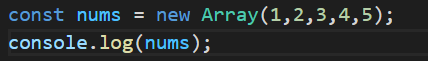 const nums = new Array(1,2,3,4,5);
console.log(nums);